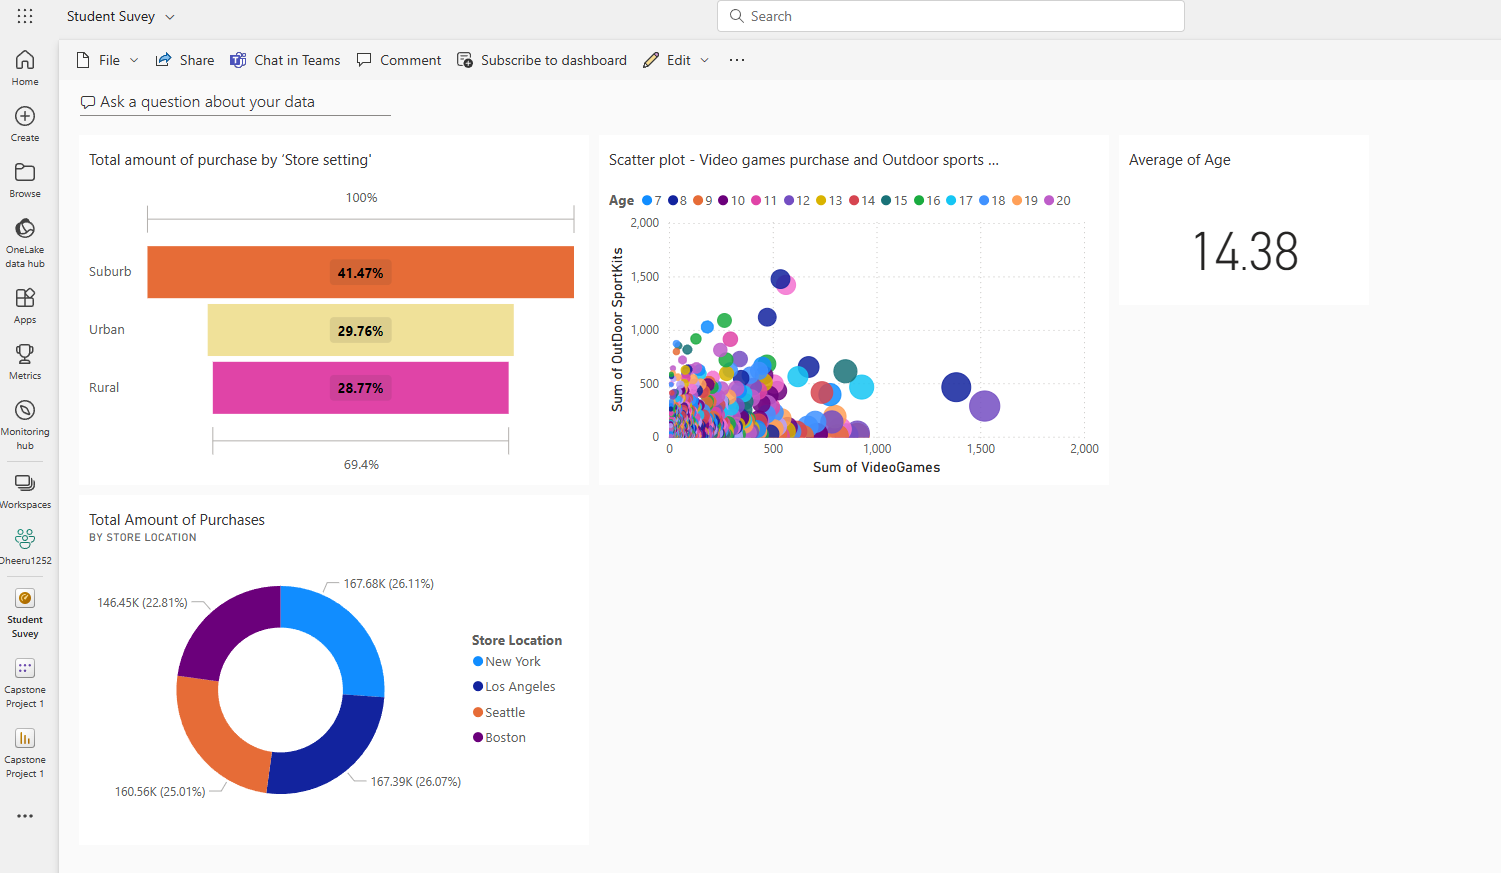 Student Suvey
Search
File
Share
Chat in Teams
Comment
Subscribe to dashboard
Edit
Home
Create
Browse
OneLake
data hub
Apps
Metrics
Monitoring
hub
Workspaces
Dheeru1252
Student
Suvey
Capstone
Project 1
Capstone
Project 1
Ask a question about your data
Total amount of purchase by 'Store setting'
100%
Suburb
41.47%
Urban
29.76%
Rural
28.77%
69.4%
Scatter plot - Video games purchase and Outdoor sports ...
Age 7 8 9 10 11 12 13 14 15 16 17 18 19 20
Sum of OutDoor SportKits
2,000
1,500
1,000
500
0
0 500 1,000 1,500 2,000
Sum of VideoGames
Average of Age
14.38
Total Amount of Purchases
BY STORE LOCATION
167.68K (26.11%)
146.45K (22.81%)
167.39K (26.07%)
160.56K (25.01%)
Store Location
New York
Los Angeles
Seattle
Boston